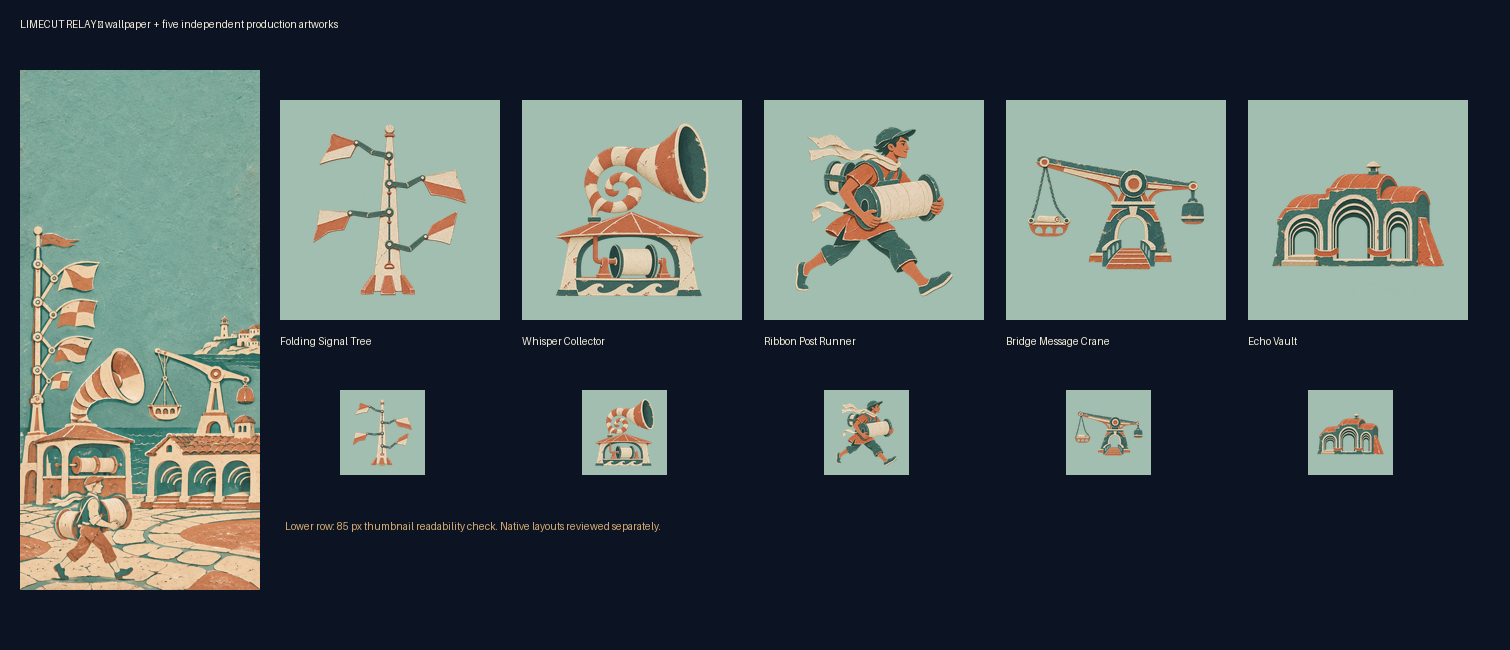 LIMECUT RELAY▯wallpaper + five independent production artworks
Folding Signal Tree
Whisper Collector
Ribbon Post Runner
Bridge Message Crane
Echo Vault
Lower row: 85 px thumbnail readability check. Native layouts reviewed separately.